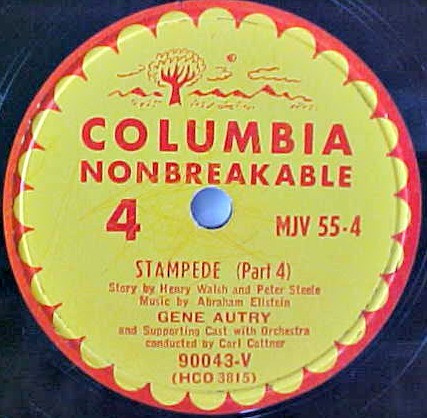 COLUMBIA
NONBREAKABLE
4
MJV 55-4
STAMPEDE (Part 4)
Story by Henry Walsh and Peter Steele
Music by Abraham Ellstein
GENE AUTRY
and Supporting Cast with Orchestra
conducted by Carl Cottner
90043-V
(HCO 3815)